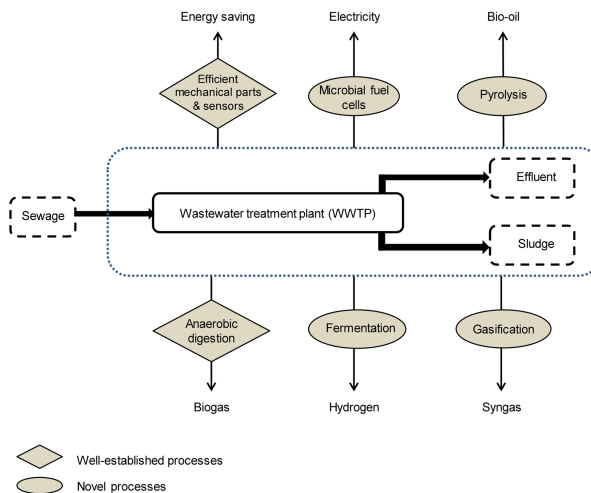 Energy saving
Electricity
Bio-oil
Efficient
mechanical parts
& sensors
Microbial fuel
cells
Pyrolysis
Effluent
Sewage
Wastewater treatment plant (WWTP)
Sludge
Anaerobic
digestion
Fermentation
Gasification
Biogas
Hydrogen
Syngas
Well-established processes
Novel processes